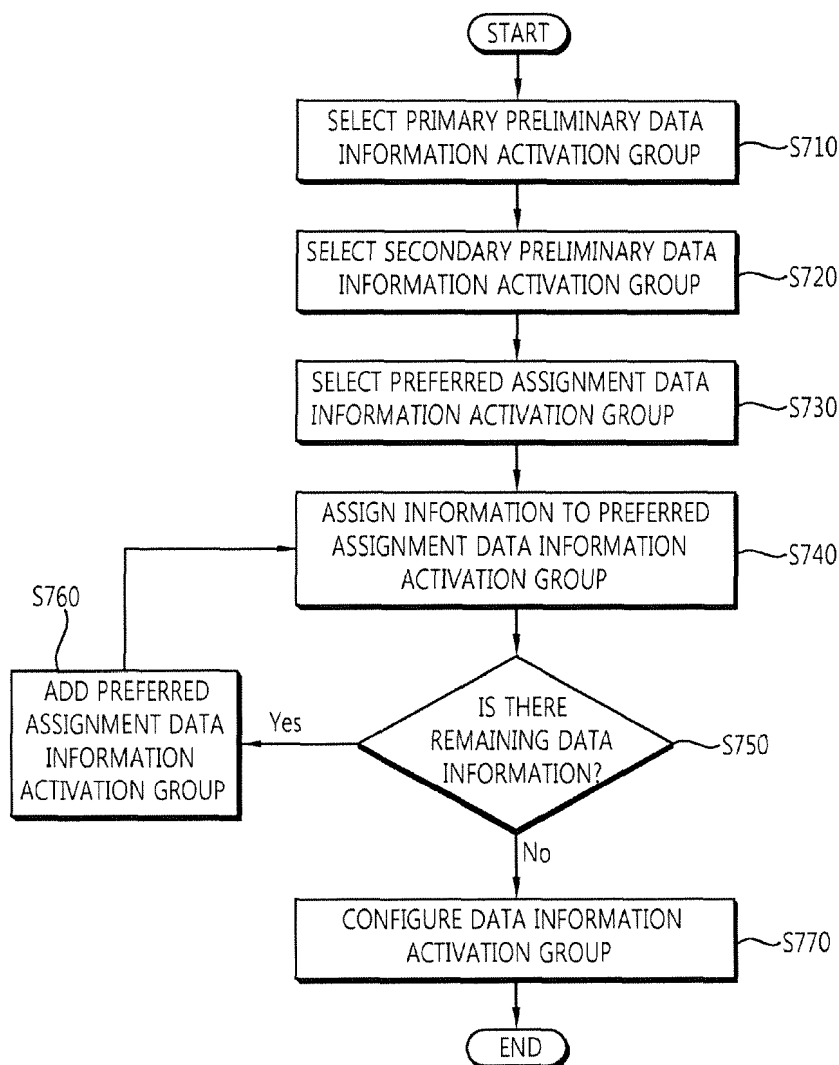 START
SELECT PRIMARY PRELIMINARY DATA
INFORMATION ACTIVATION GROUP
S710
SELECT SECONDARY PRELIMINARY DATA
INFORMATION ACTIVATION GROUP
S720
SELECT PREFERRED ASSIGNMENT DATA
INFORMATION ACTIVATION GROUP
S730
ASSIGN INFORMATION TO PREFERRED
ASSIGNMENT DATA INFORMATION
ACTIVATION GROUP
S740
S760
ADD PREFERRED
ASSIGNMENT DATA
INFORMATION
ACTIVATION GROUP
Yes
IS THERE
REMAINING DATA
INFORMATION?
S750
No
CONFIGURE DATA INFORMATION
ACTIVATION GROUP
S770
END